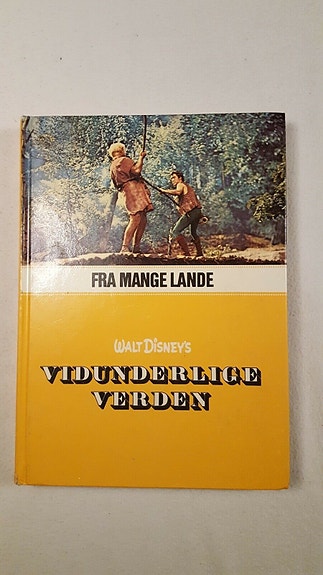 FRA MANGE LANDE
WALT DISNEY'S
VIDUNDERLIGE
VERDEN